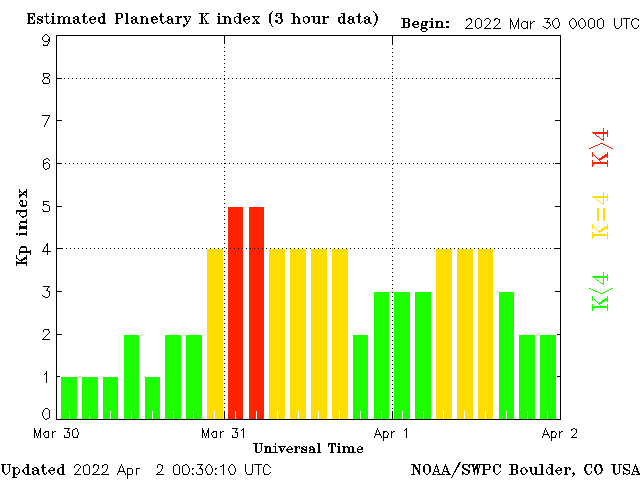 Estimated Planetary K index (3 hour data) Begin: 2022 Mar 30 0000 UTC
9
8
7
6
5
4
3
2
1
0
Kp index
K>4
K=4
K<4
Mar 30 Mar 31 Apr 1 Apr 2
Universal Time
Updated 2022 Apr 2 00:30:10 UTC NOAA/SWPC Boulder, CO USA